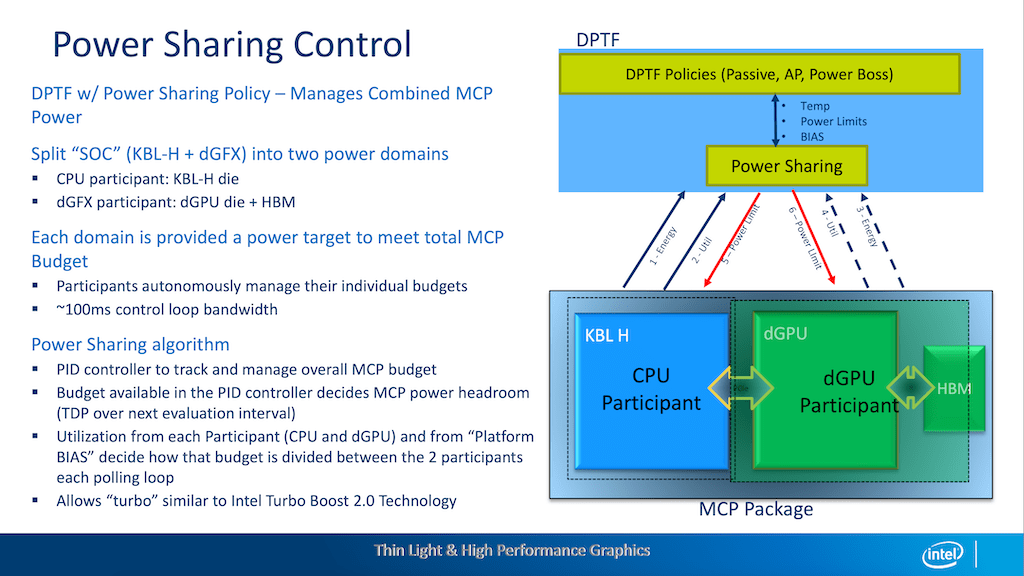 Power Sharing Control
DPTF w/ Power Sharing Policy – Manages Combined MCP
Power
Split “SOC” (KBL-H + dGFX) into two power domains
▪ CPU participant: KBL-H die
▪ dGFX participant: dGPU die + HBM
Each domain is provided a power target to meet total MCP
Budget
▪ Participants autonomously manage their individual budgets
▪ ~100ms control loop bandwidth
Power Sharing algorithm
▪ PID controller to track and manage overall MCP budget
▪ Budget available in the PID controller decides MCP power headroom
(TDP over next evaluation interval)
▪ Utilization from each Participant (CPU and dGPU) and from “Platform
BIAS” decide how that budget is divided between the 2 participants
each polling loop
▪ Allows “turbo” similar to Intel Turbo Boost 2.0 Technology
DPTF
DPTF Policies (Passive, AP, Power Boss)
• Temp
• Power Limits
• BIAS
Power Sharing
1 - Energy
2 - Util
5 – Power Limit
6 – Power Limit
4 - Util
3 - Energy
KBL H
CPU
Participant
dGPU
dGPU
Participant
HBM
MCP Package
Thin Light & High Performance Graphics
intel